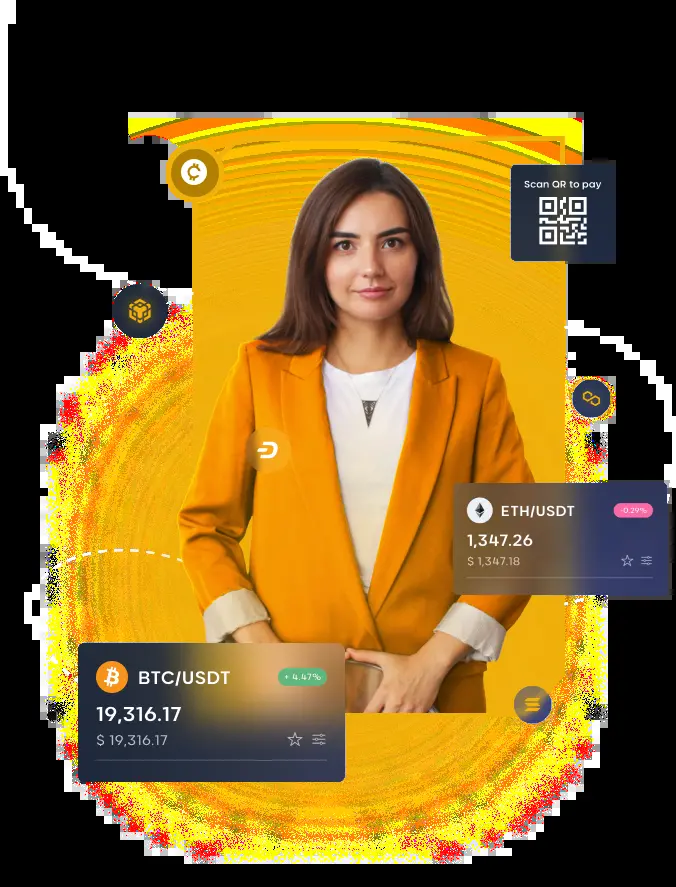 Scan QR to pay
ETH/USDT
-0.29%
1,347.26
$ 1,347.18
BTC/USDT
+ 4.47%
19,316.17
$ 19,316.17